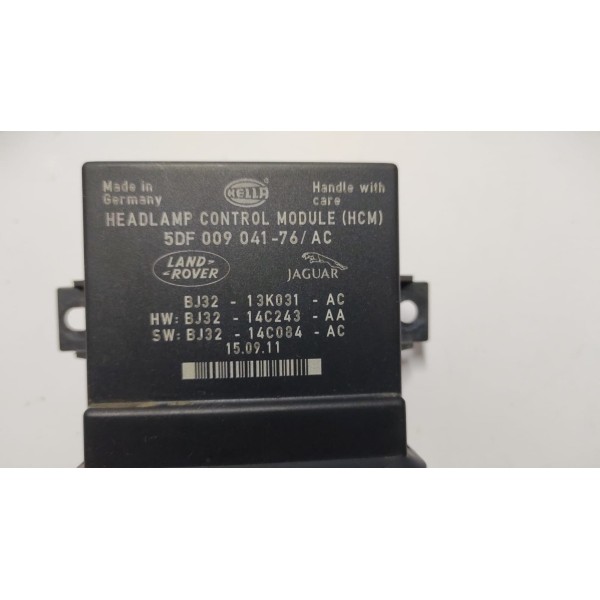 Made in Germany
HELLA ®
Handle with care
HEADLAMP CONTROL MODULE (HCM)
5DF 009 041-76/AC
LAND-ROVER
JAGUAR
BJ32 - 13K031 - AC
HW: BJ32 - 14C243 - AA
SW: BJ32 - 14C084 - AC
15.09.11